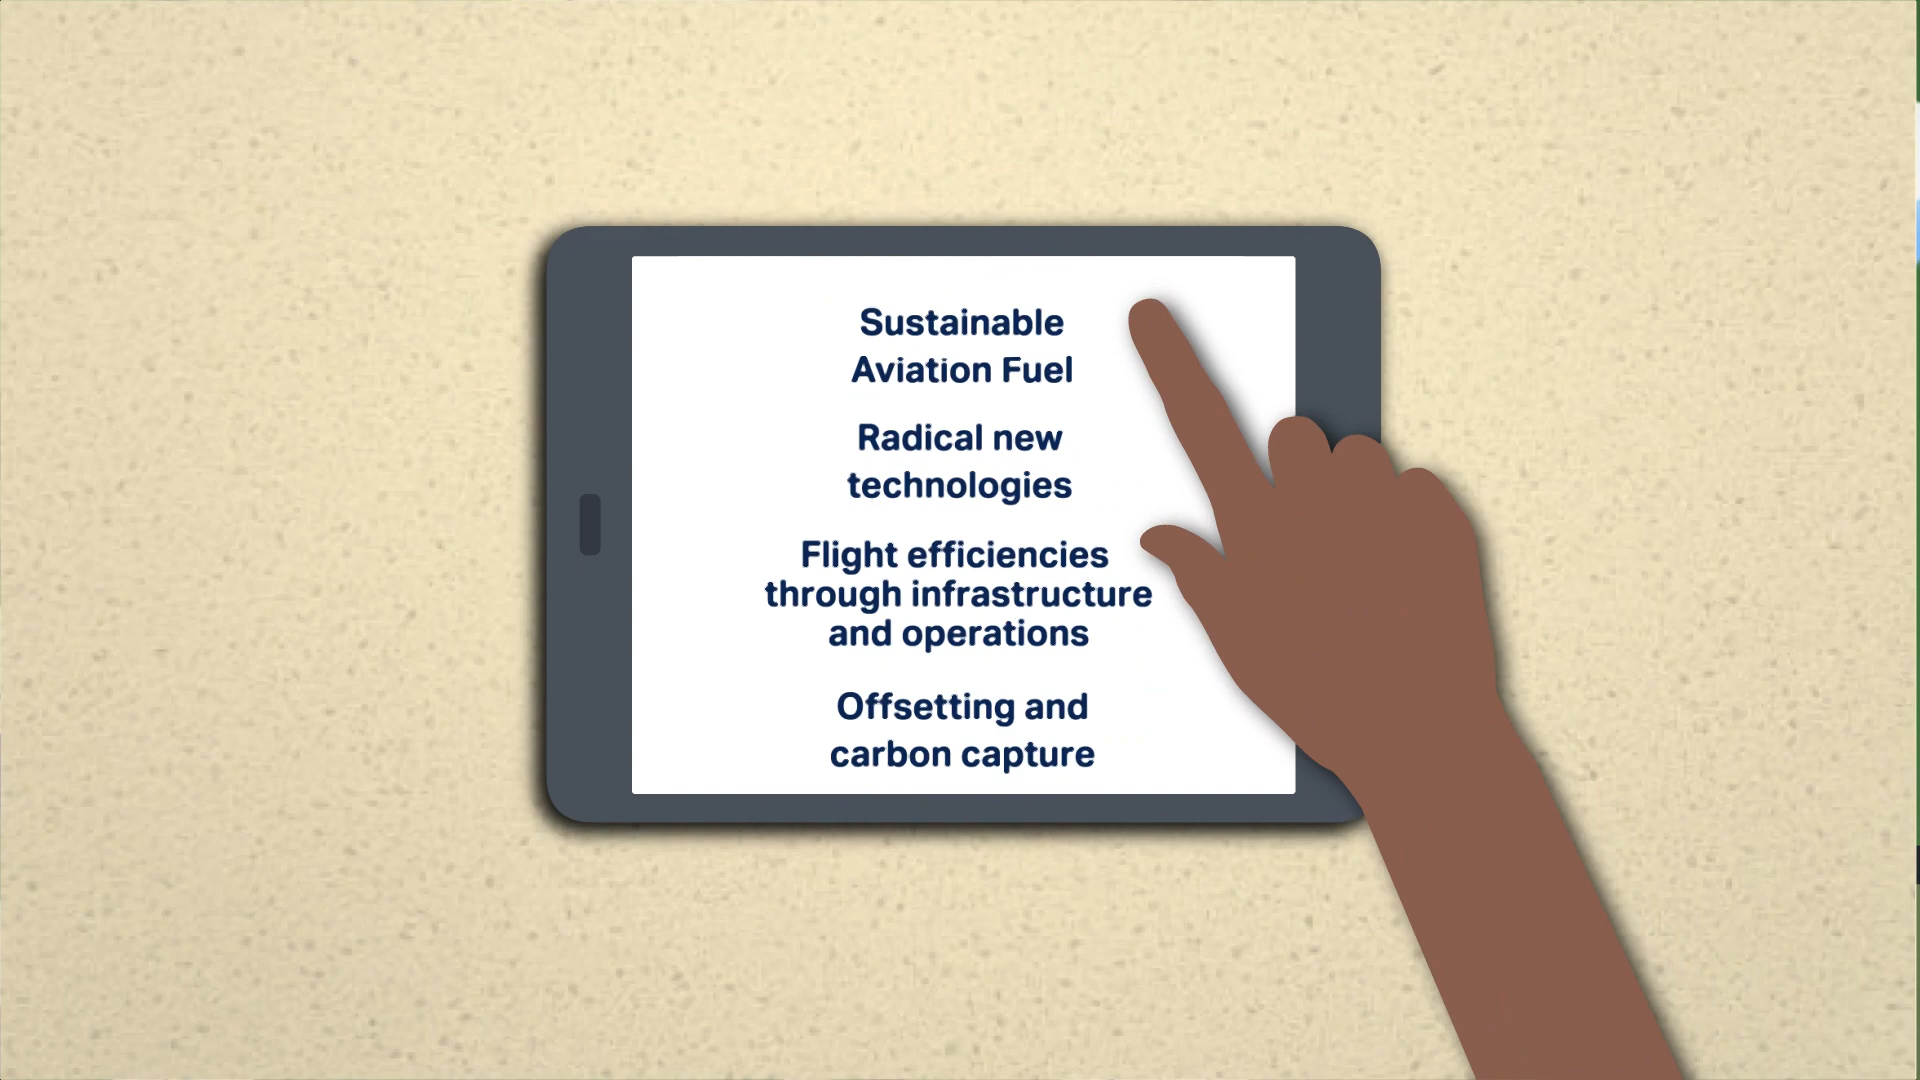 Sustainable
Aviation Fuel
Radical new
technologies
Flight efficiencies
through infrastructure
and operations
Offsetting and
carbon capture